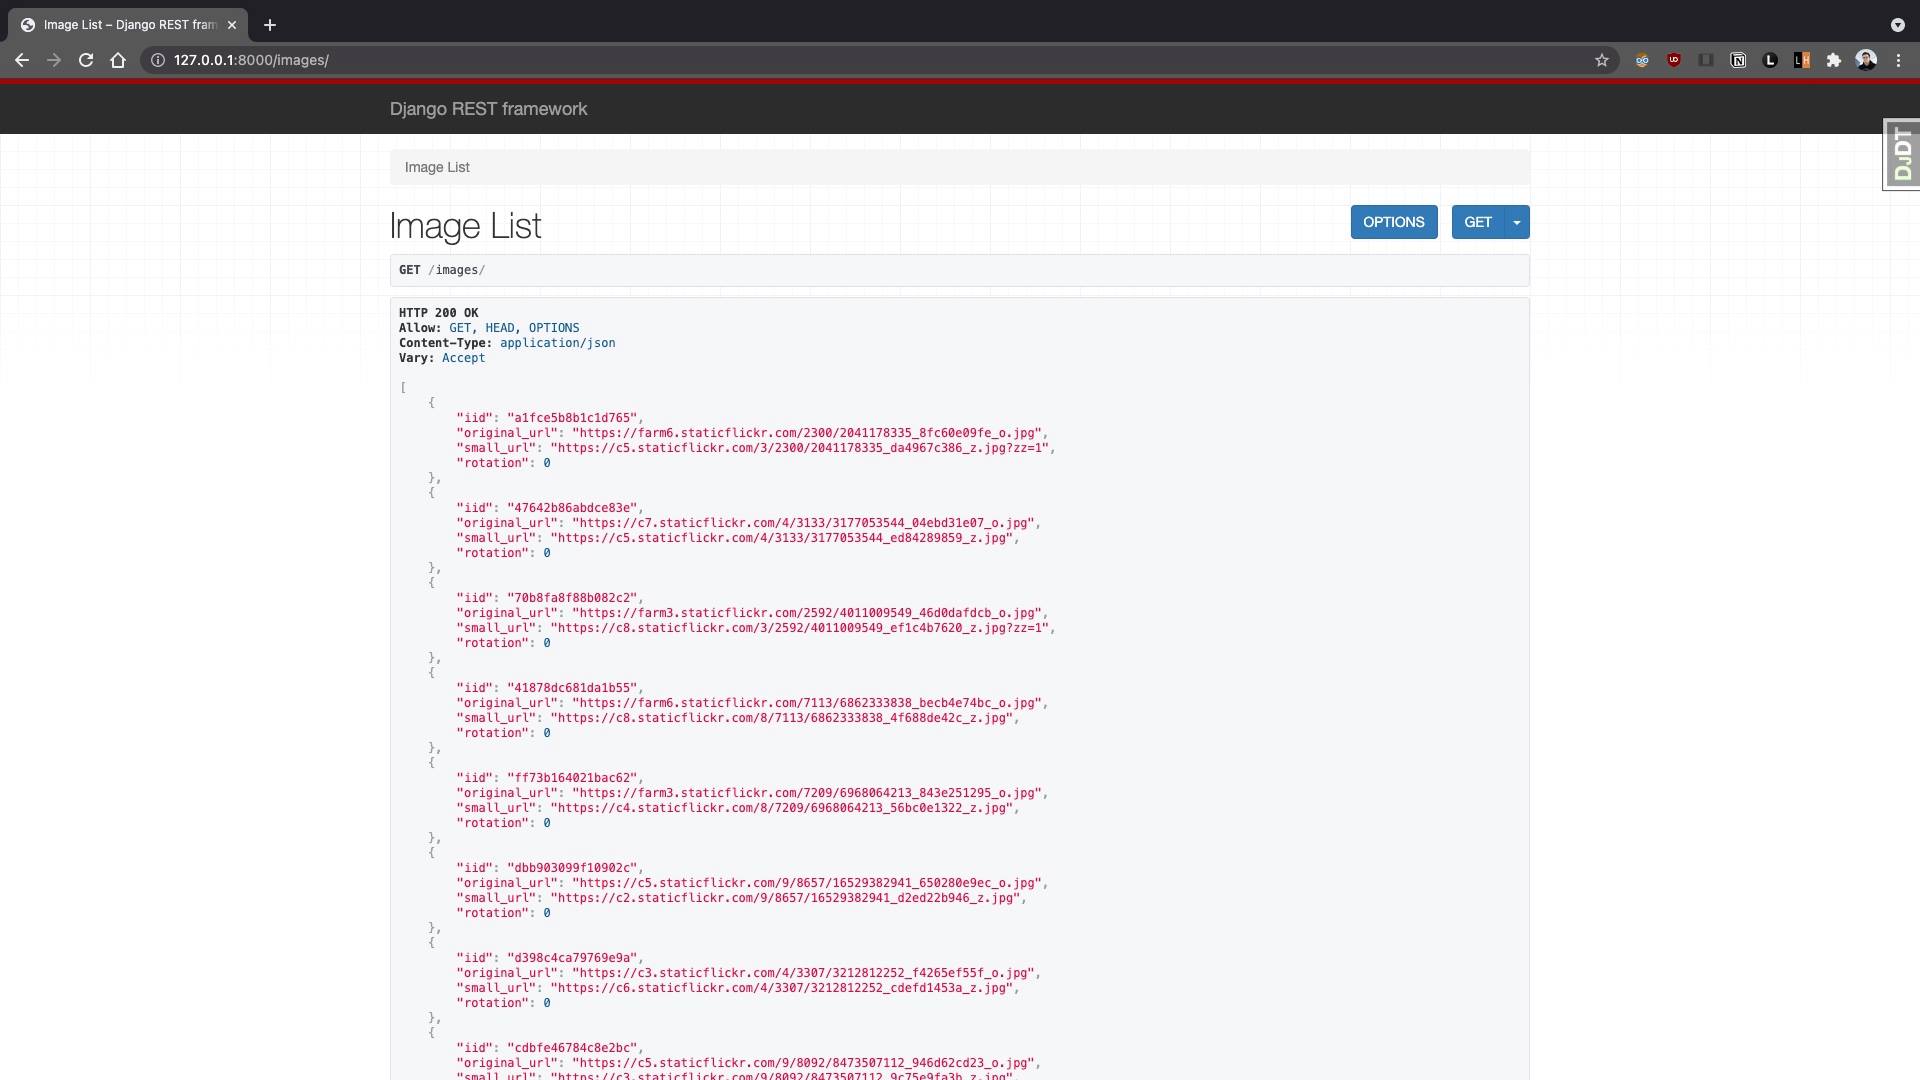 Image List – Django REST fram
127.0.0.1:8000/images/
Django REST framework
DJDT
Image List
Image List
OPTIONS
GET
GET /images/
HTTP 200 OK
Allow: GET, HEAD, OPTIONS
Content-Type: application/json
Vary: Accept
[
{
"iid": "a1fce5b8b1c1d765",
"original_url": "https://farm6.staticflickr.com/2300/2041178335_8fc60e09fe_o.jpg",
"small_url": "https://c5.staticflickr.com/3/2300/2041178335_da4967c386_z.jpg?zz=1",
"rotation": 0
},
{
"iid": "47642b86abdce83e",
"original_url": "https://c7.staticflickr.com/4/3133/3177053544_04ebd31e07_o.jpg",
"small_url": "https://c5.staticflickr.com/4/3133/3177053544_ed84289859_z.jpg",
"rotation": 0
},
{
"iid": "70b8fa8f88b082c2",
"original_url": "https://farm3.staticflickr.com/2592/4011009549_46d0dafdcb_o.jpg",
"small_url": "https://c8.staticflickr.com/3/2592/4011009549_ef1c4b7620_z.jpg?zz=1",
"rotation": 0
},
{
"iid": "41878dc681da1b55",
"original_url": "https://farm6.staticflickr.com/7113/6862333838_becb4e74bc_o.jpg",
"small_url": "https://c8.staticflickr.com/8/7113/6862333838_4f688de42c_z.jpg",
"rotation": 0
},
{
"iid": "ff73b164021bac62",
"original_url": "https://farm3.staticflickr.com/7209/6968064213_843e251295_o.jpg",
"small_url": "https://c4.staticflickr.com/8/7209/6968064213_56bc0e1322_z.jpg",
"rotation": 0
},
{
"iid": "dbb903099f10902c",
"original_url": "https://c5.staticflickr.com/9/8657/16529382941_650280e9ec_o.jpg",
"small_url": "https://c2.staticflickr.com/9/8657/16529382941_d2ed22b946_z.jpg",
"rotation": 0
},
{
"iid": "d398c4ca79769e9a",
"original_url": "https://c3.staticflickr.com/4/3307/3212812252_f4265ef55f_o.jpg",
"small_url": "https://c6.staticflickr.com/4/3307/3212812252_cdefd1453a_z.jpg",
"rotation": 0
},
{
"iid": "cdbfe46784c8e2bc",
"original_url": "https://c5.staticflickr.com/9/8092/8473507112_946d62cd23_o.jpg",
"small_url": "https://c3.staticflickr.com/9/8092/8473507112_9c75e9fa3b_z.jpg",